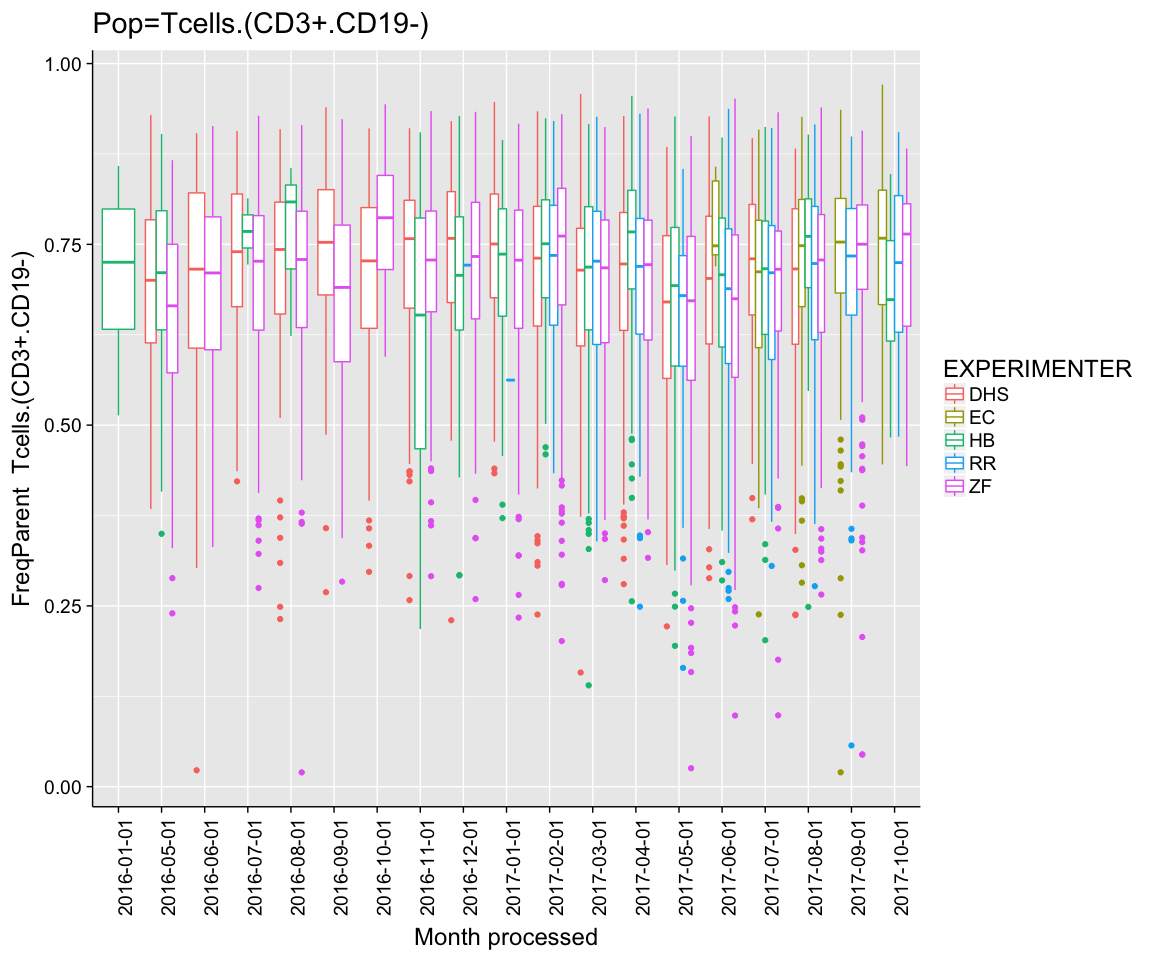 Pop=Tcells.(CD3+.CD19-)
FreqParent  Tcells.(CD3+.CD19-)
1.00
0.75
0.50
0.25
0.00
2016-01-01
2016-05-01
2016-06-01
2016-07-01
2016-08-01
2016-09-01
2016-10-01
2016-11-01
2016-12-01
2017-01-01
2017-02-01
2017-03-01
2017-04-01
2017-05-01
2017-06-01
2017-07-01
2017-08-01
2017-09-01
2017-10-01
Month processed
EXPERIMENTER
DHS
EC
HB
RR
ZF